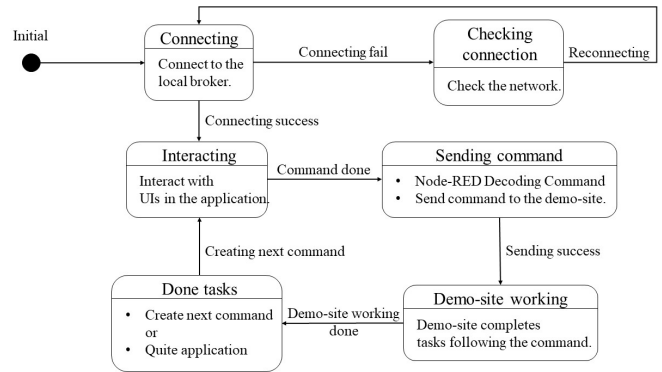 Initial
Connecting
Connect to the
local broker.
Connecting fail
Checking
connection
Check the network.
Reconnecting
Connecting success
Interacting
Interact with
UIs in the application.
Command done
Sending command
• Node-RED Decoding Command
• Send command to the demo-site.
Creating next command
Sending success
Done tasks
• Create next command
or
• Quite application
Demo-site working
done
Demo-site working
Demo-site completes
tasks following the command.